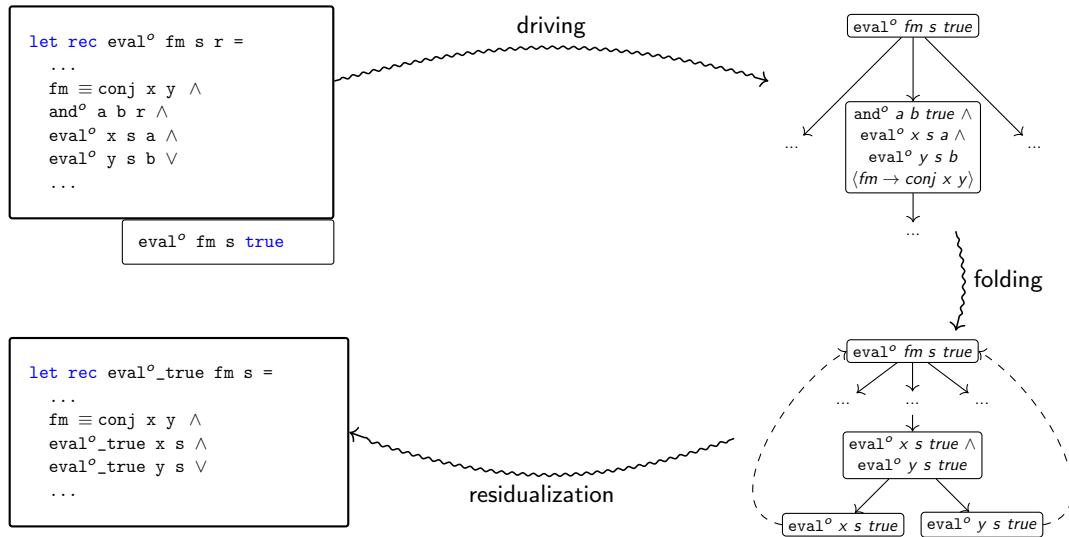 let rec evalᵒ fm s r =
...
fm ≡ conj x y ∧
andᵒ a b r ∧
evalᵒ x s a ∧
evalᵒ y s b ∨
...
evalᵒ fm s true
driving
evalᵒ fm s true
...
andᵒ a b true ∧
evalᵒ x s a ∧
evalᵒ y s b
⟨fm → conj x y⟩
...
...
folding
evalᵒ fm s true
... ... ...
evalᵒ x s true ∧
evalᵒ y s true
evalᵒ x s true
evalᵒ y s true
residualization
let rec evalᵒ_true fm s =
...
fm ≡ conj x y ∧
evalᵒ_true x s ∧
evalᵒ_true y s ∨
...